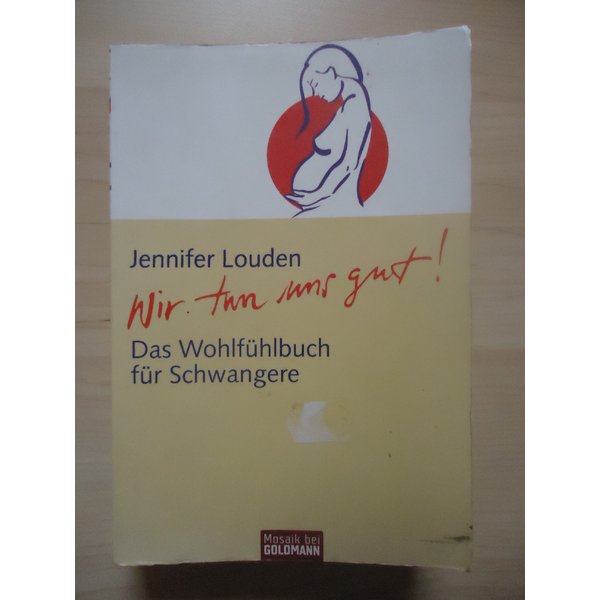 Jennifer Louden
Wir tun uns gut!
Das Wohlfühlbuch
für Schwangere
Mosaik bei
GOLDMANN